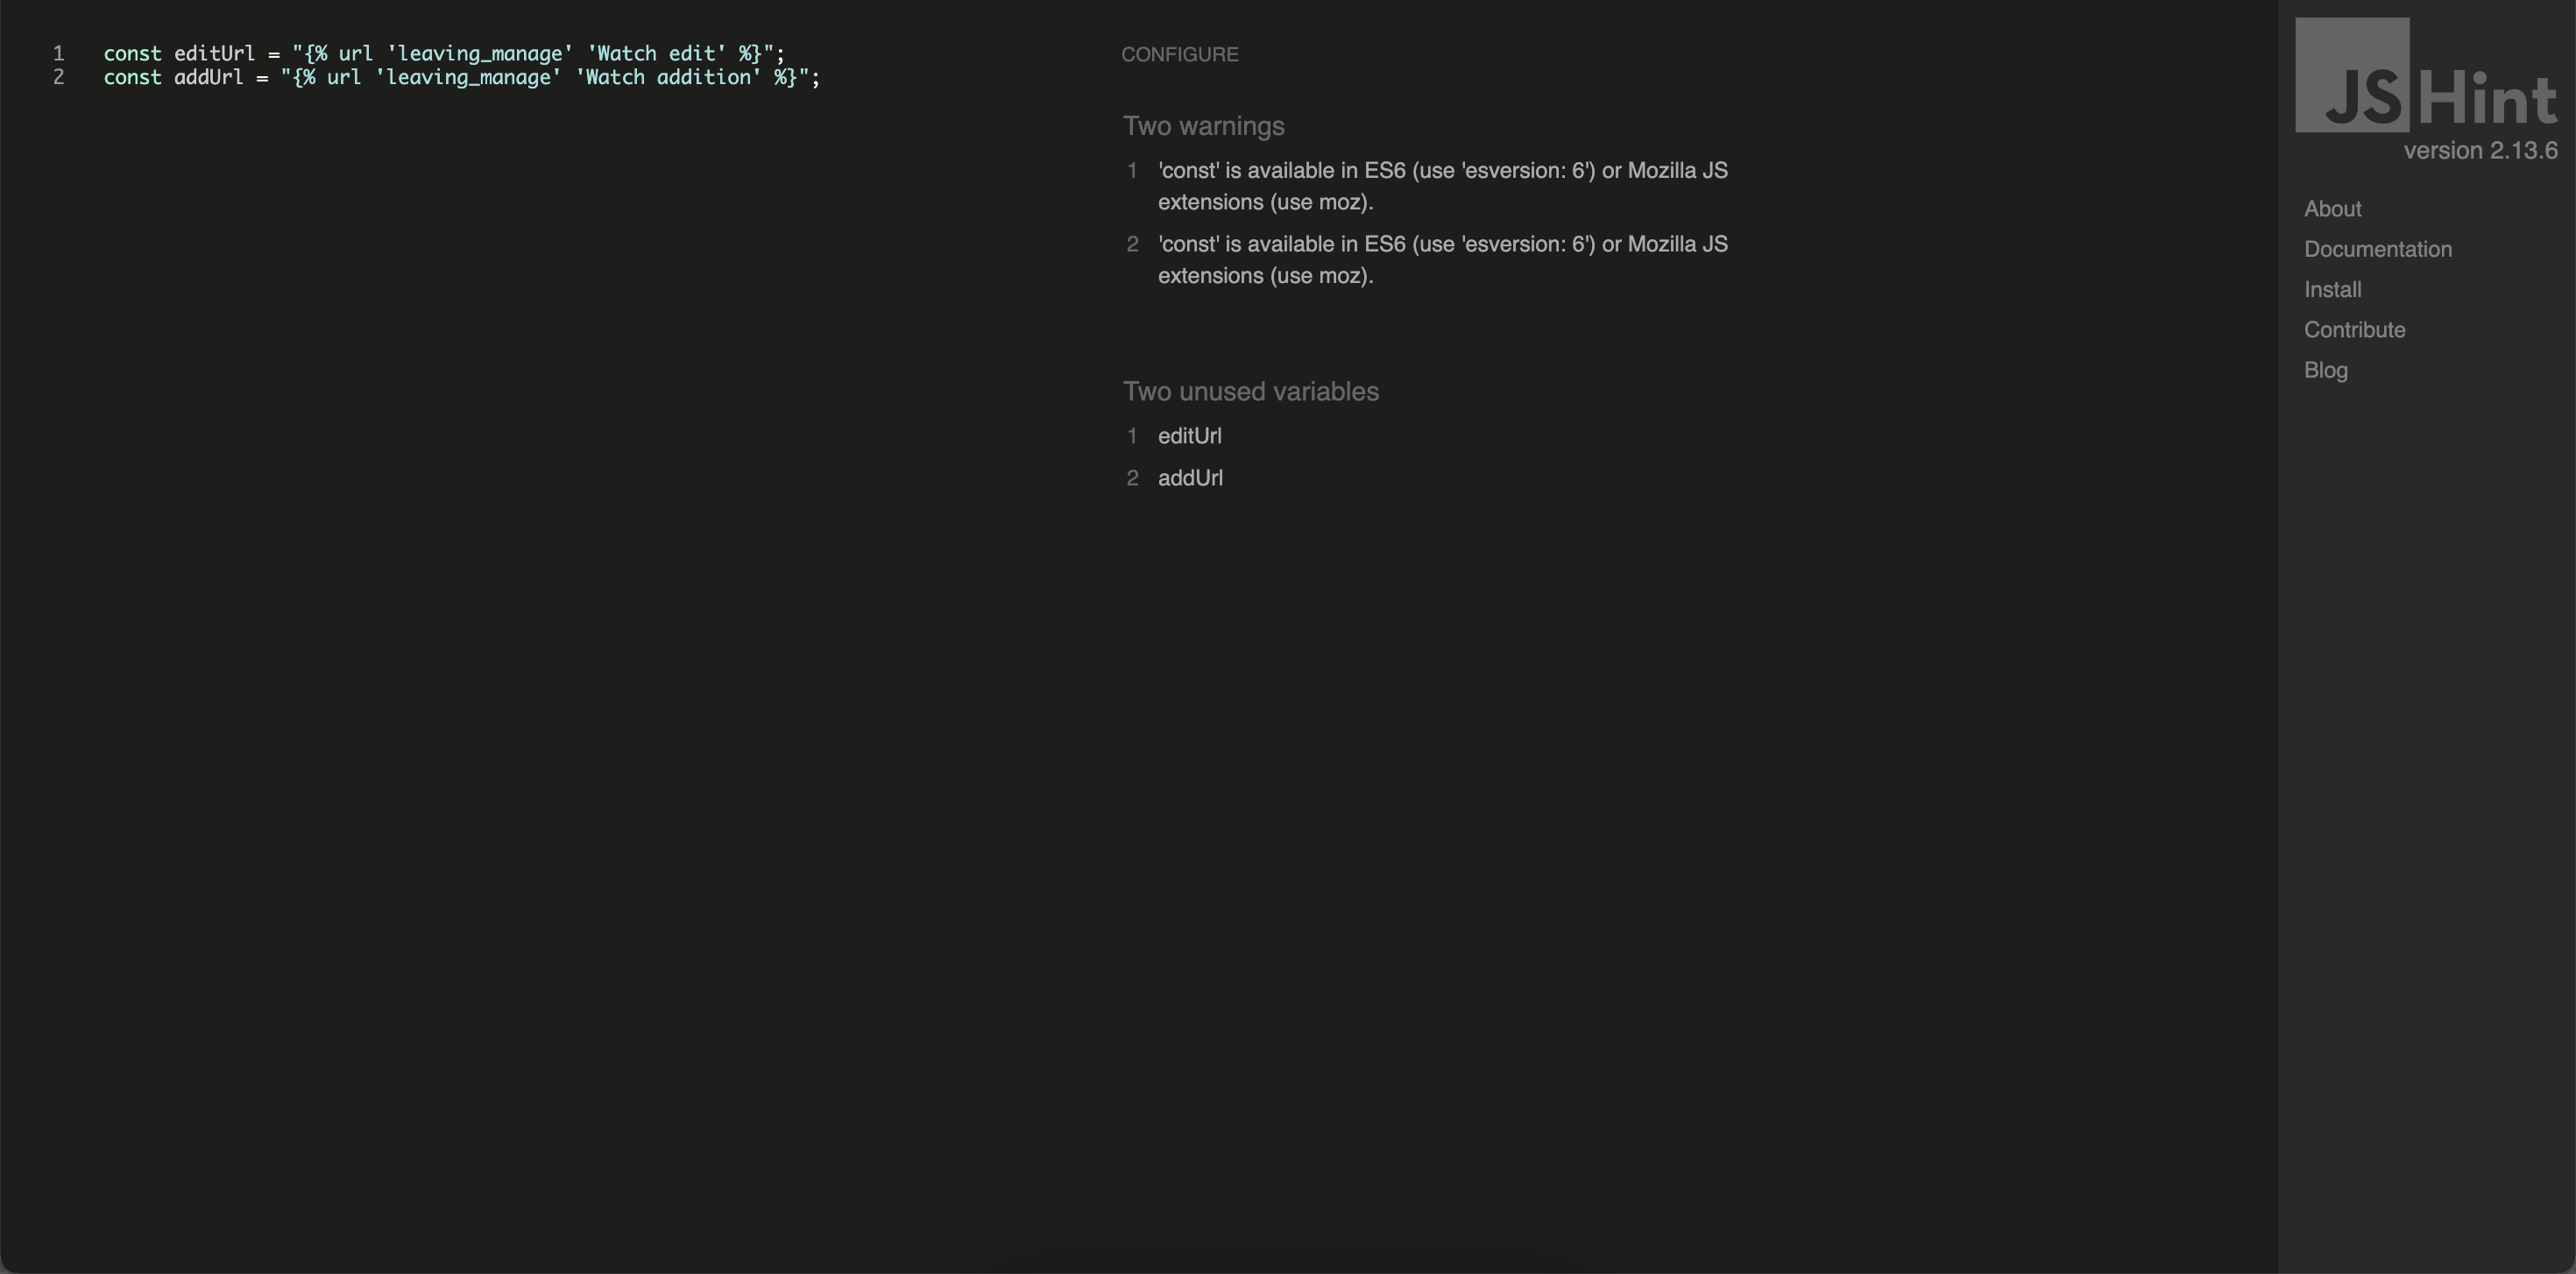 1 const editUrl = "{% url 'leaving_manage' 'Watch edit' %}";
2 const addUrl = "{% url 'leaving_manage' 'Watch addition' %}";
CONFIGURE
Two warnings
1 'const' is available in ES6 (use 'esversion: 6') or Mozilla JS
extensions (use moz).
2 'const' is available in ES6 (use 'esversion: 6') or Mozilla JS
extensions (use moz).
Two unused variables
1 editUrl
2 addUrl
JSHint
version 2.13.6
About
Documentation
Install
Contribute
Blog